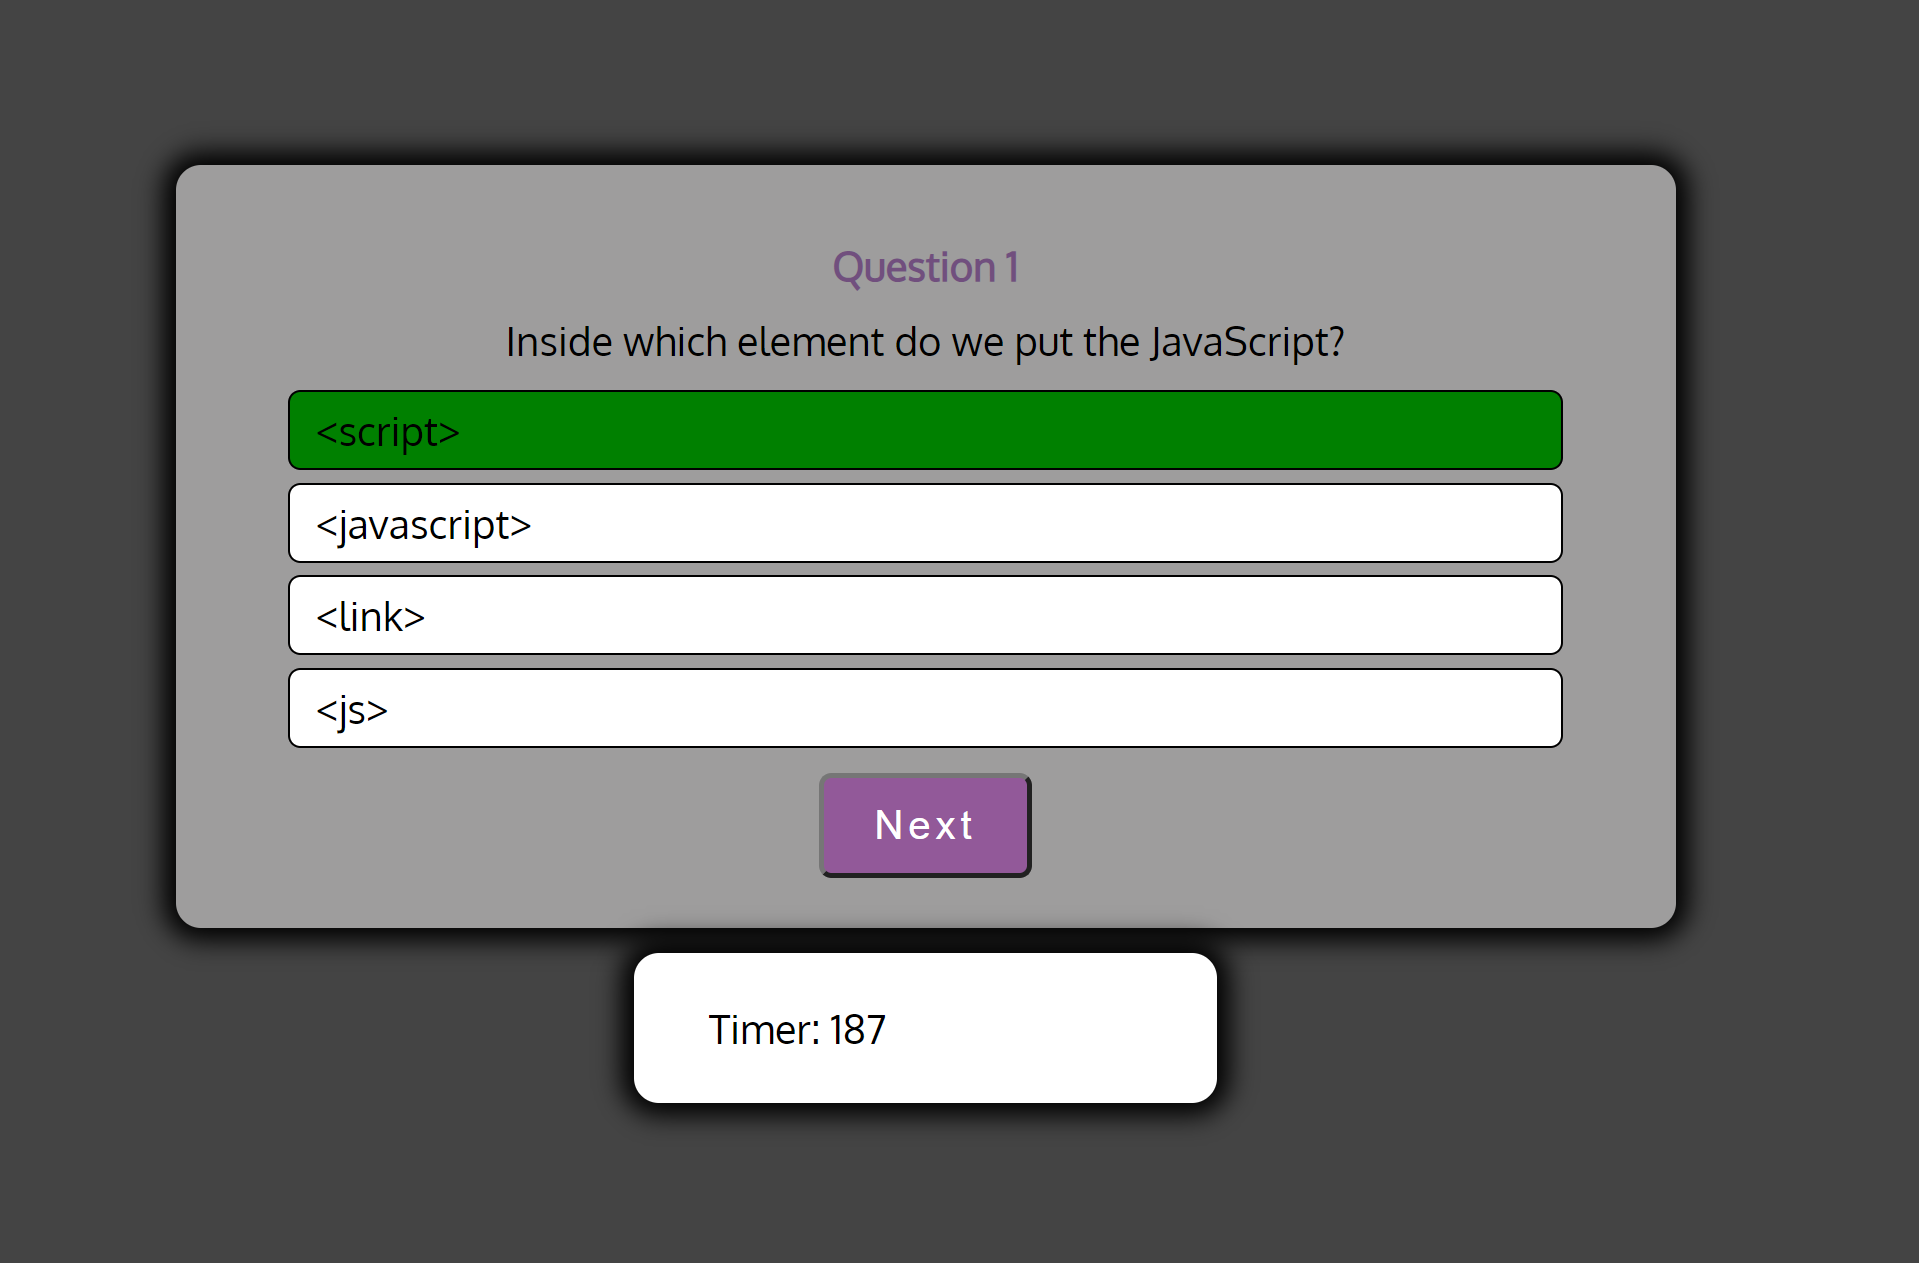 Question 1
Inside which element do we put the JavaScript?
<script>
<javascript>
<link>
<js>
Next
Timer: 187